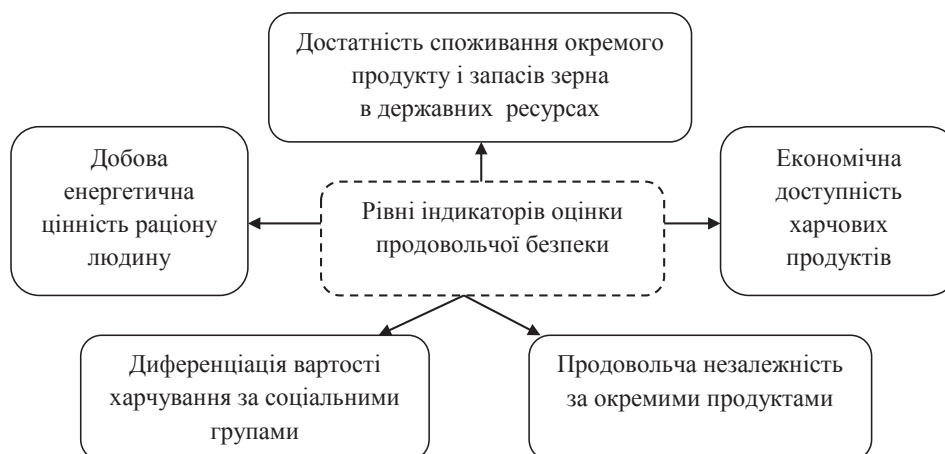 Достатність споживання окремого
продукту і запасів зерна
в державних ресурсах
Добова
енергетична
цінність раціону
людину
Рівні індикаторів оцінки
продовольчої безпеки
Економічна
доступність
харчових
продуктів
Диференціація вартості
харчування за соціальними
групами
Продовольча незалежність
за окремими продуктами